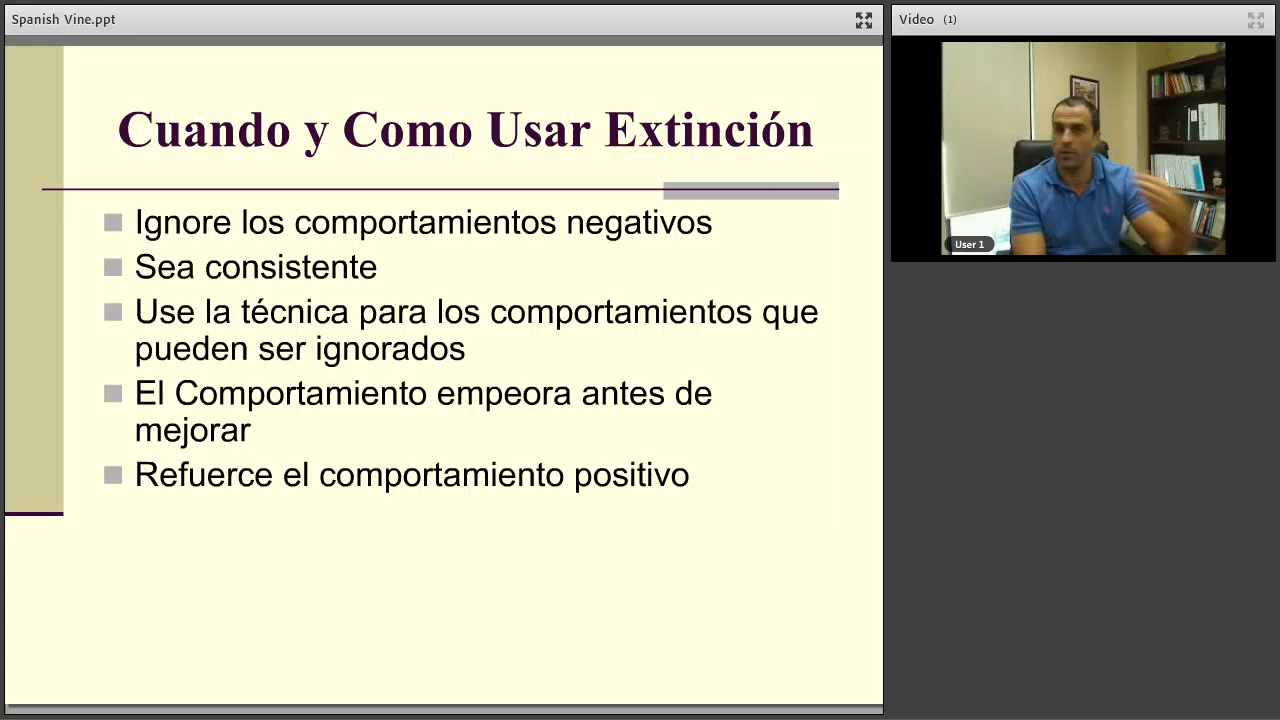 Spanish Vine.ppt
Video (1)
Cuando y Como Usar Extinción
Ignore los comportamientos negativos
Sea consistente
Use la técnica para los comportamientos que
pueden ser ignorados
El Comportamiento empeora antes de
mejorar
Refuerce el comportamiento positivo
User 1